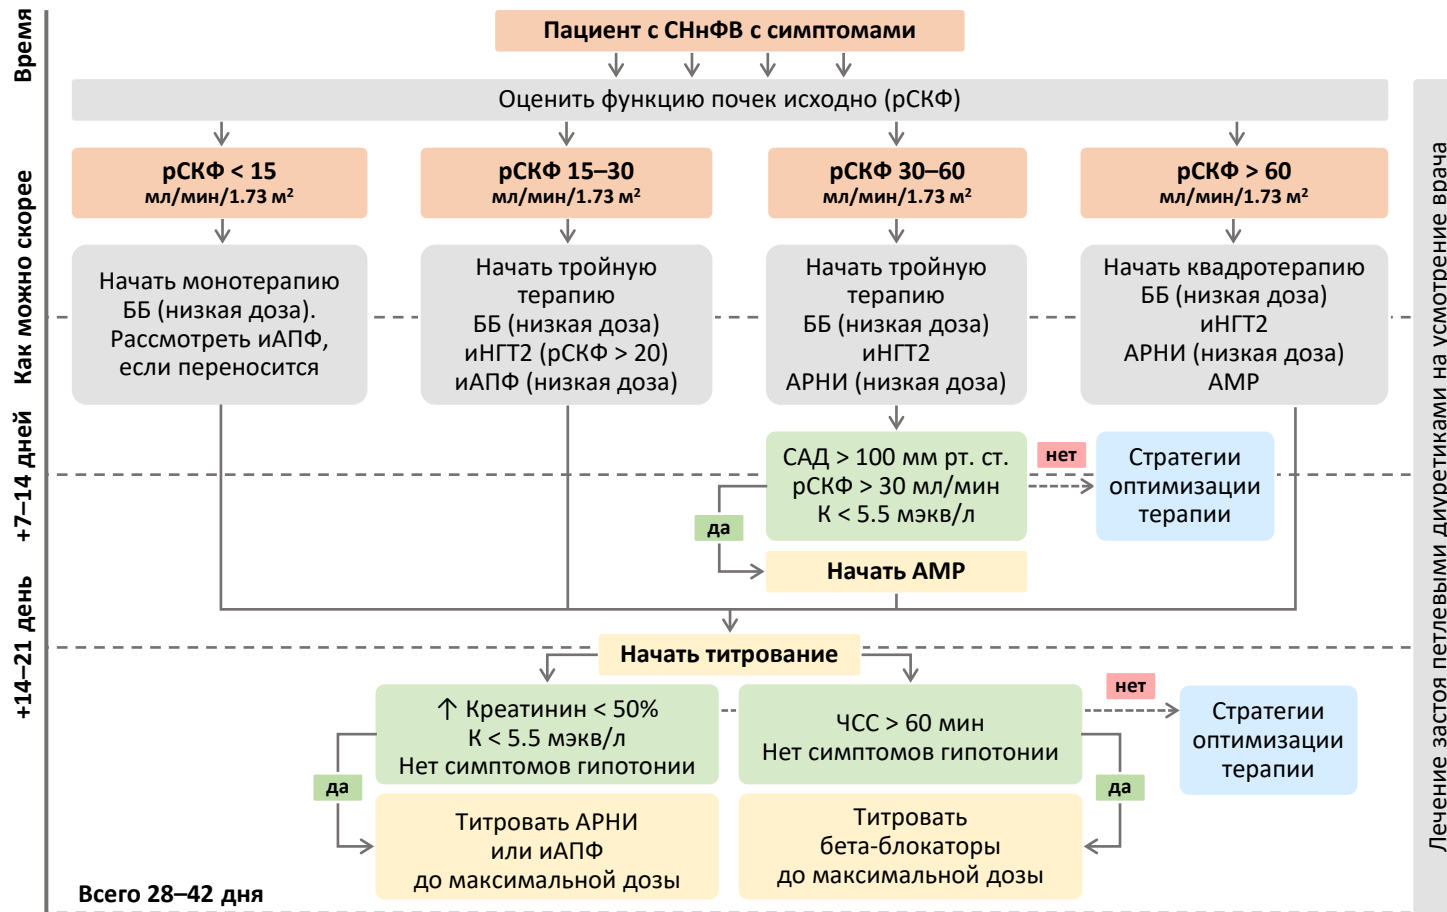 Время
Пациент с СНнФВ с симптомами
Оценить функцию почек исходно (рСКФ)
Как можно скорее
рСКФ < 15
мл/мин/1.73 м²
рСКФ 15–30
мл/мин/1.73 м²
рСКФ 30–60
мл/мин/1.73 м²
рСКФ > 60
мл/мин/1.73 м²
Начать монотерапию
ББ (низкая доза).
Рассмотреть иАПФ,
если переносится
Начать тройную
терапию
ББ (низкая доза)
иНГТ2 (рСКФ > 20)
иАПФ (низкая доза)
Начать тройную
терапию
ББ (низкая доза)
иНГТ2
АРНИ (низкая доза)
Начать квадротерапию
ББ (низкая доза)
иНГТ2
АРНИ (низкая доза)
АМР
+7–14 дней
САД > 100 мм рт. ст.
рСКФ > 30 мл/мин
К < 5.5 мэкв/л
нет
Стратегии
оптимизации
терапии
да
Начать АМР
+14–21 день
Начать титрование
↑ Креатинин < 50%
К < 5.5 мэкв/л
Нет симптомов гипотонии
ЧСС > 60 мин
Нет симптомов гипотонии
нет
Стратегии
оптимизации
терапии
да
да
Титровать АРНИ
или иАПФ
до максимальной дозы
Титровать
бета-блокаторы
до максимальной дозы
Всего 28–42 дня
Лечение застоя петлевыми диуретиками на усмотрение врача